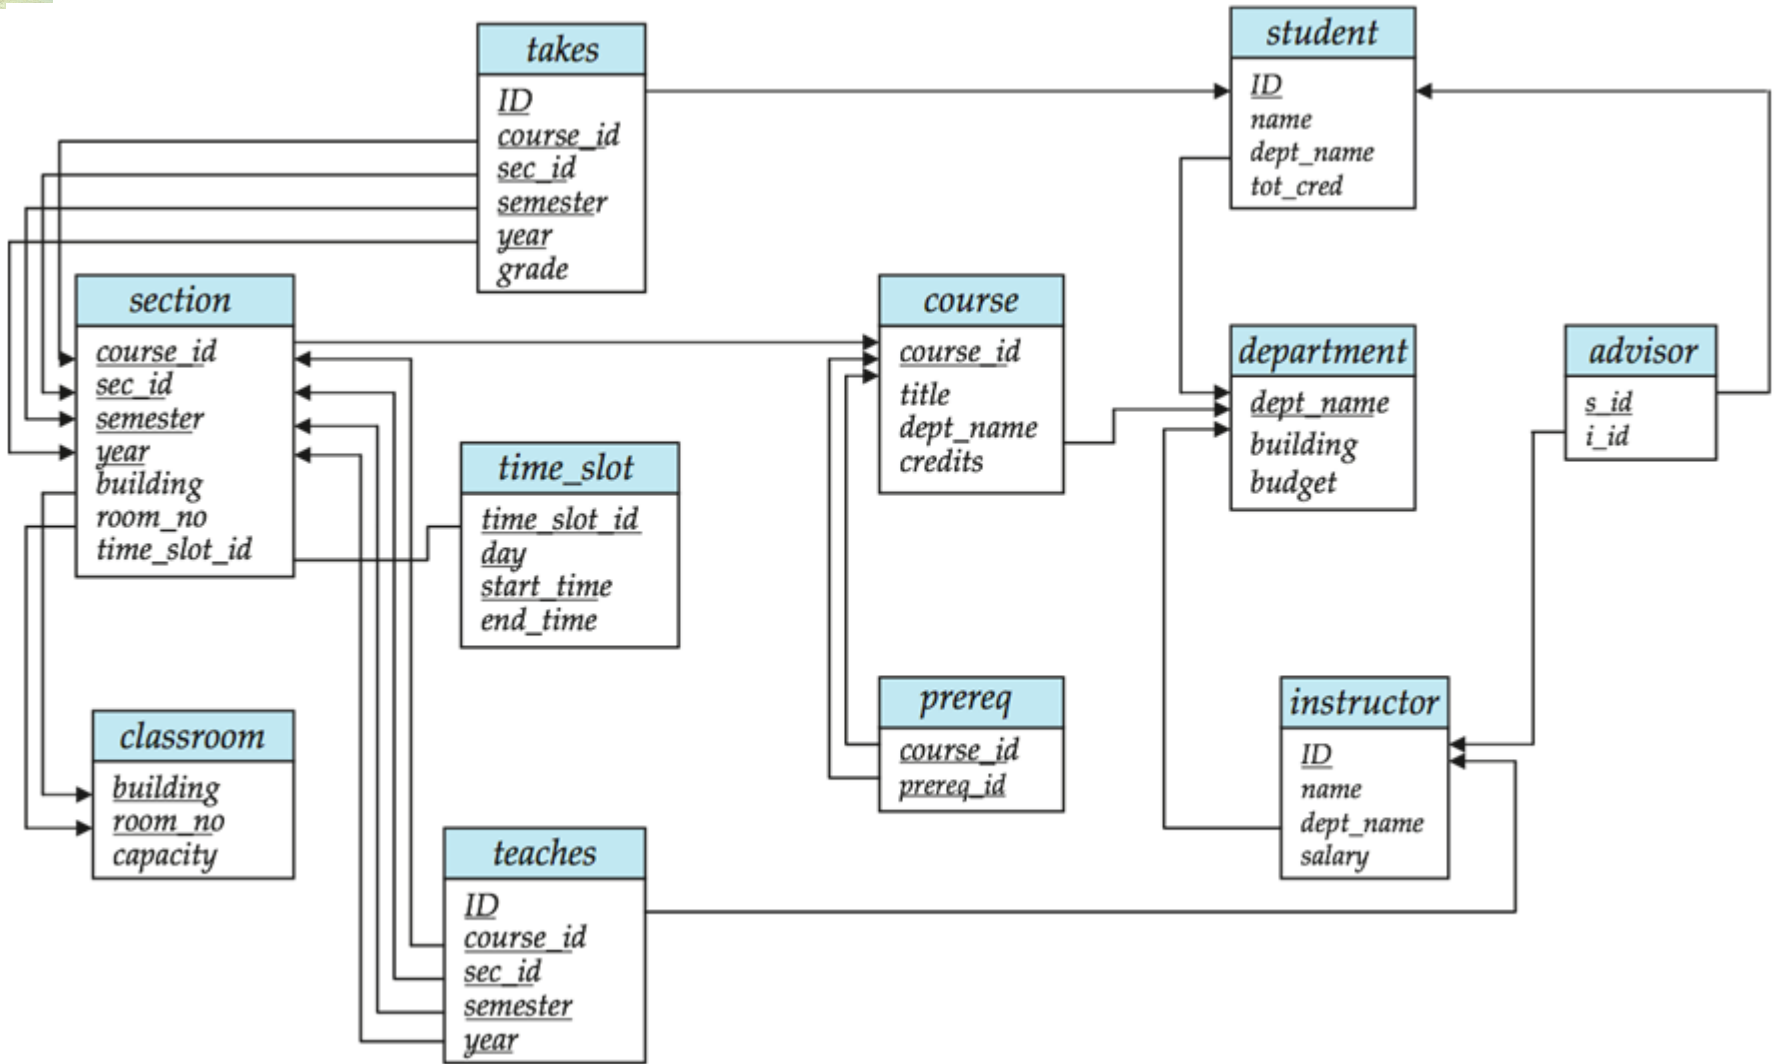 takes
ID
course_id
sec_id
semester
year
grade
student
ID
name
dept_name
tot_cred
section
course_id
sec_id
semester
year
building
room_no
time_slot_id
course
course_id
title
dept_name
credits
department
dept_name
building
budget
advisor
s_id
i_id
time_slot
time_slot_id
day
start_time
end_time
prereq
course_id
prereq_id
instructor
ID
name
dept_name
salary
classroom
building
room_no
capacity
teaches
ID
course_id
sec_id
semester
year